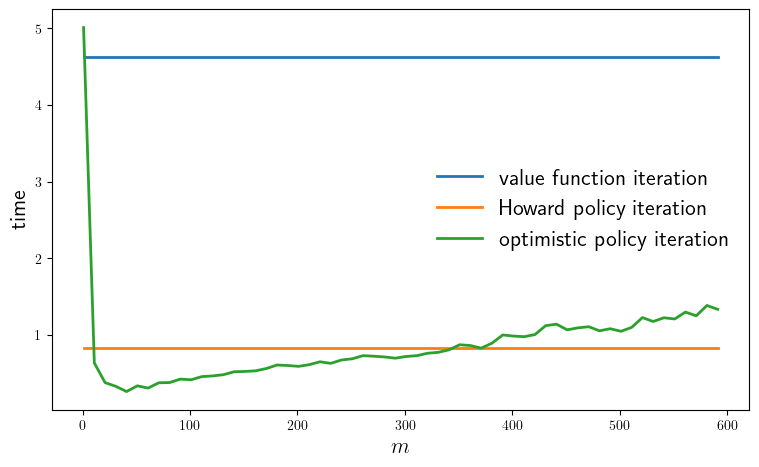 5
4
3
2
1
time
value function iteration
Howard policy iteration
optimistic policy iteration
0 100 200 300 400 500 600
m